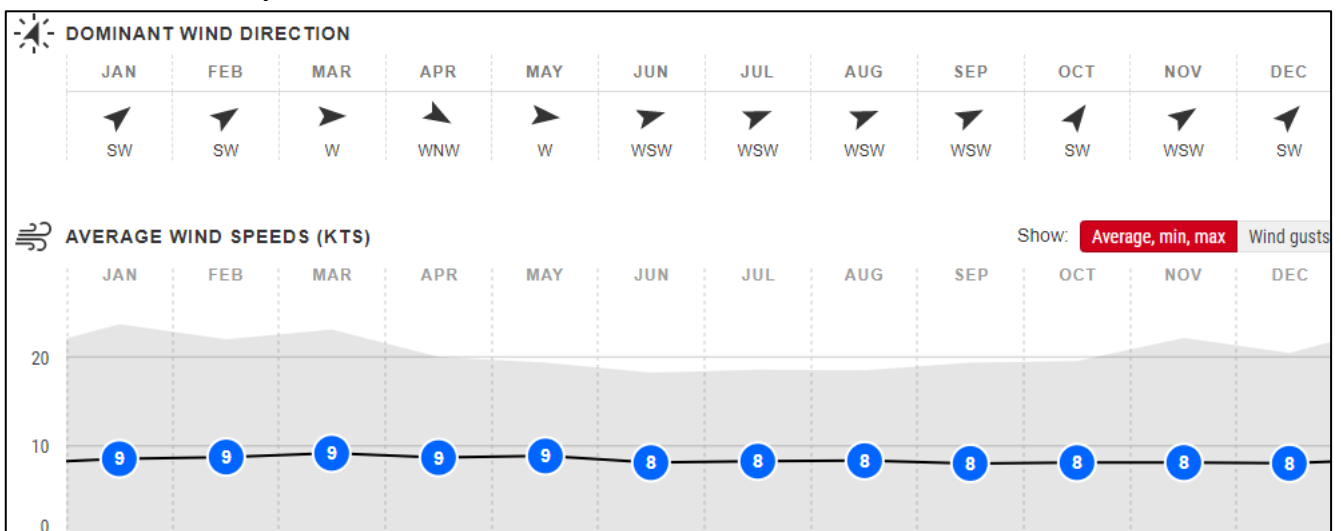 DOMINANT WIND DIRECTION
JAN FEB MAR APR MAY JUN JUL AUG SEP OCT NOV DEC
SW SW W WNW W WSW WSW WSW WSW SW WSW SW
AVERAGE WIND SPEEDS (KTS)
Show: Average, min, max Wind gusts
JAN FEB MAR APR MAY JUN JUL AUG SEP OCT NOV DEC
20
10
9 9 9 9 9 8 8 8 8 8 8 8
0